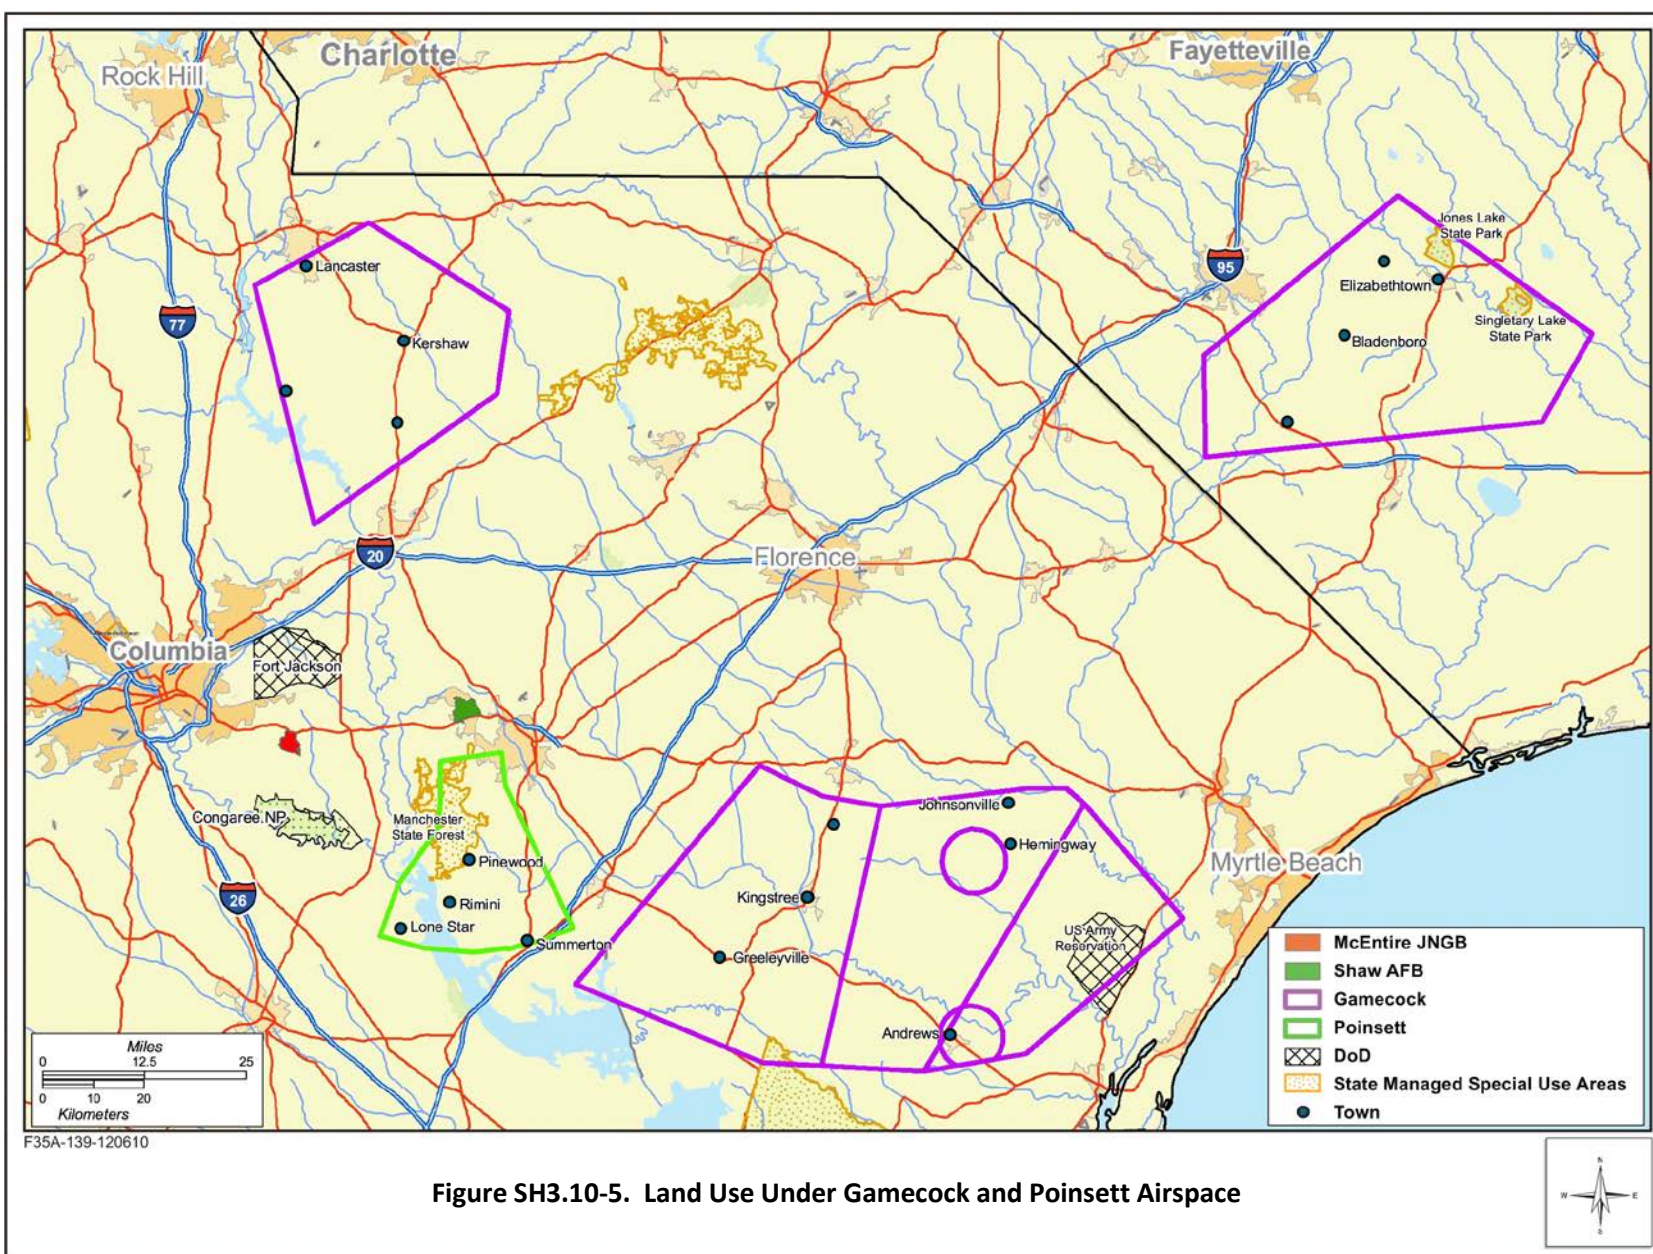 Rock Hill
Charlotte
Fayetteville
Jones Lake
State Park
Lancaster
95
Elizabethtown
77
Singletary Lake
State Park
Kershaw
Bladenboro
20
Florence
Columbia
Fort Jackson
Johnsonville
Congaree NP
Manchester
State Forest
Hemingway
Pinewood
Myrtle Beach
26
Kingstree
Rimini
Lone Star
US Army
Reservation
Summerton
Greeleyville
Andrews
McEntire JNGB
Shaw AFB
Gamecock
Poinsett
DoD
State Managed Special Use Areas
Town
Miles
0 12.5 25
0 10 20
Kilometers
F35A-139-120610
Figure SH3.10-5. Land Use Under Gamecock and Poinsett Airspace
N
W E
S